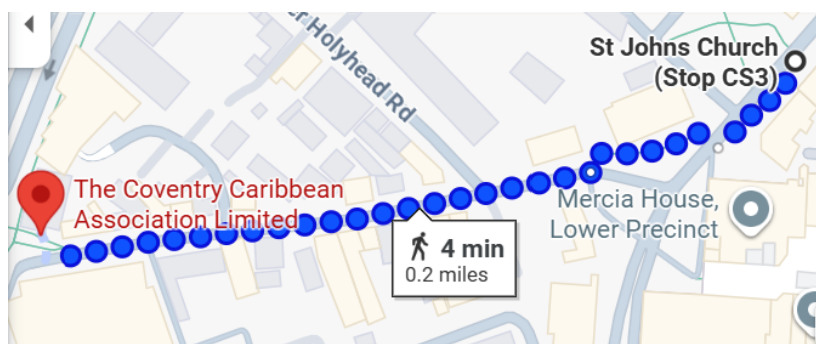 er Holyhead Rd
St Johns Church
(Stop CS3)
The Coventry Caribbean
Association Limited
Mercia House,
Lower Precinct
4 min
0.2 miles